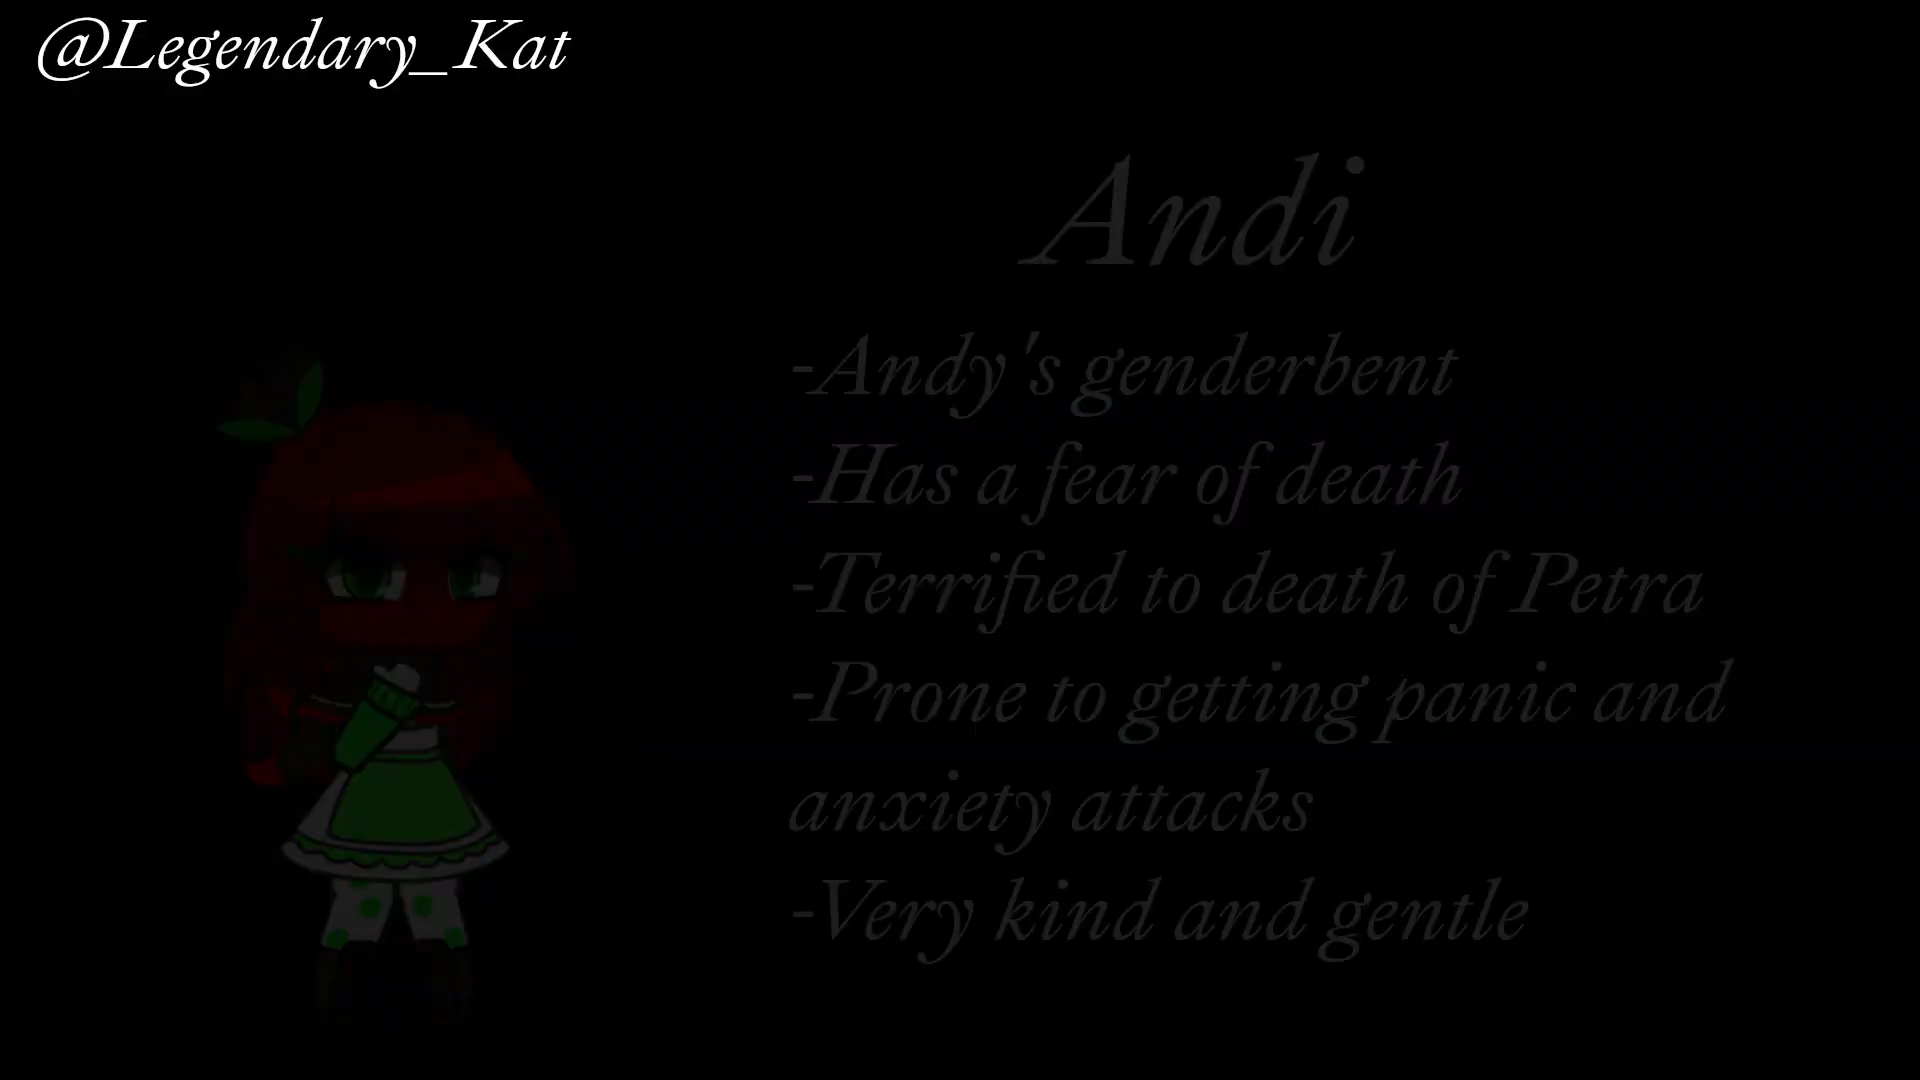 @Legendary_Kat
Andi
-Andy's genderbent
-Has a fear of death
-Terrified to death of Petra
-Prone to getting panic and
anxiety attacks
-Very kind and gentle